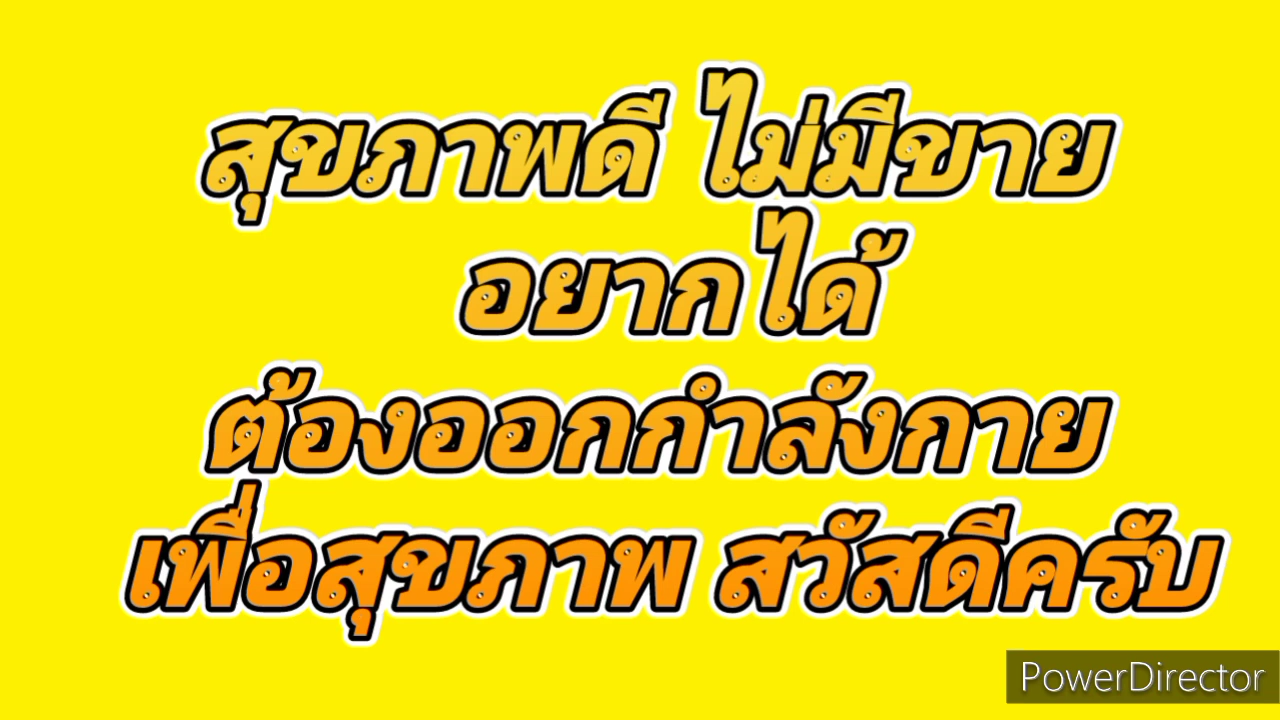 สุขภาพดี ไม่มีขาย
อยากได้
ต้องออกกำลังกาย
เพื่อสุขภาพ สวัสดีครับ
PowerDirector